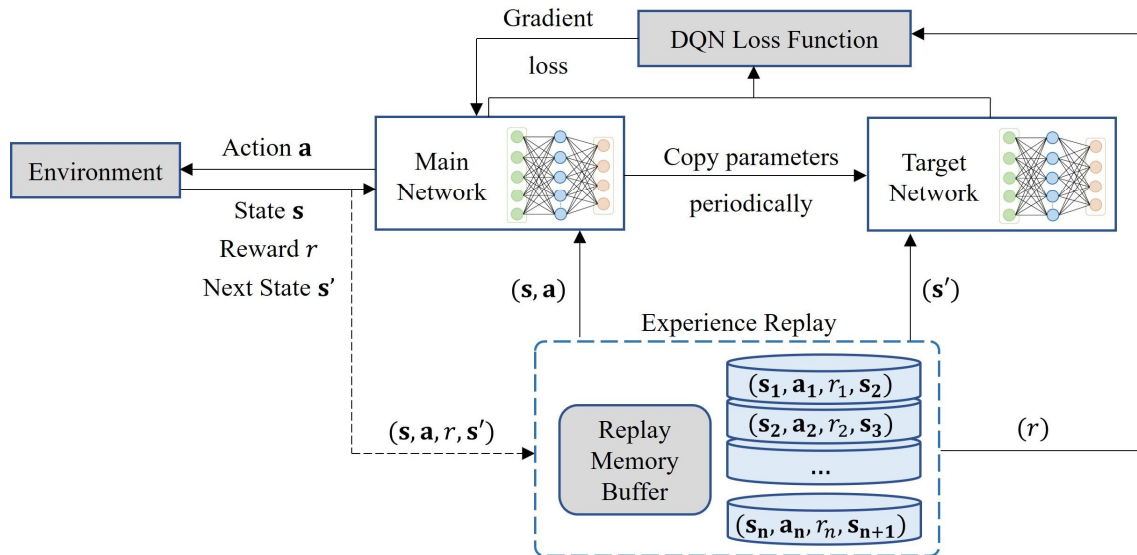 Gradient
loss
DQN Loss Function
Environment
Action a
State s
Reward r
Next State s'
Main
Network
Copy parameters
periodically
Target
Network
(s, a)
(s')
Experience Replay
(s, a, r, s')
Replay
Memory
Buffer
(s₁, a₁, r₁, s₂)
(s₂, a₂, r₂, s₃)
...
(sₙ, aₙ, rₙ, sₙ₊₁)
(r)